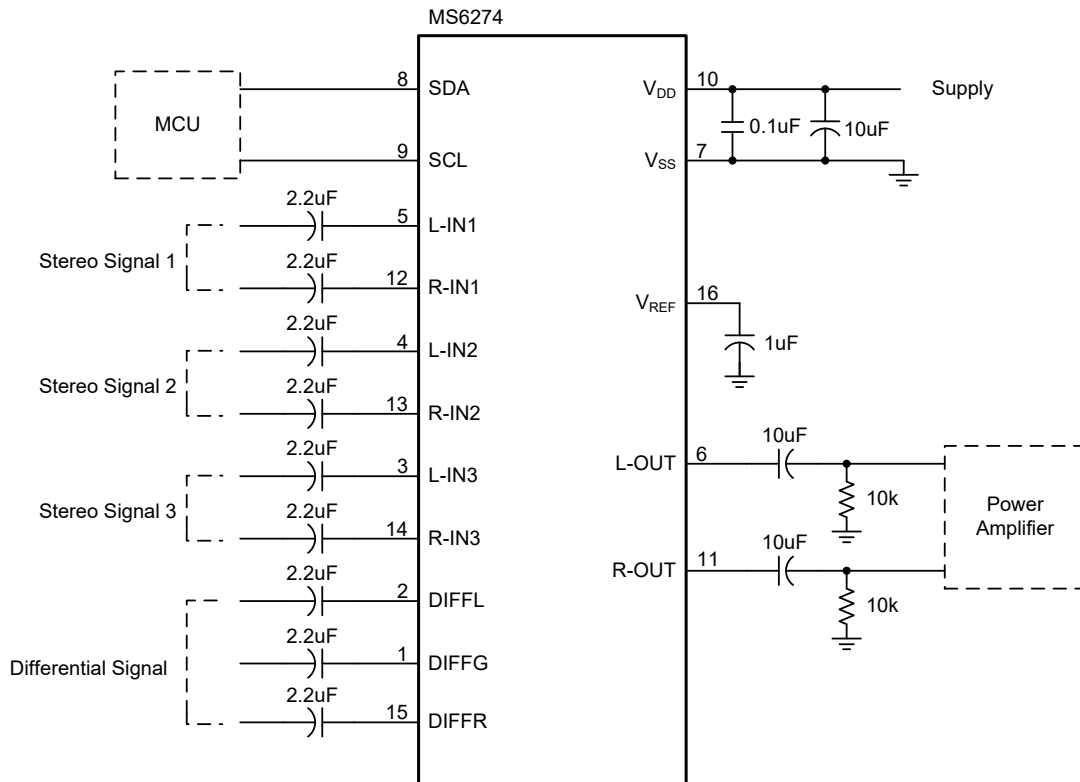 MS6274
MCU
8 SDA
9 SCL
V_DD 10 Supply
0.1uF 10uF
V_SS 7
Stereo Signal 1
2.2uF
5 L-IN1
2.2uF
12 R-IN1
Stereo Signal 2
2.2uF
4 L-IN2
2.2uF
13 R-IN2
Stereo Signal 3
2.2uF
3 L-IN3
2.2uF
14 R-IN3
Differential Signal
2.2uF
2 DIFFL
2.2uF
1 DIFFG
2.2uF
15 DIFFR
V_REF 16
1uF
10uF
L-OUT 6
10k
10uF
R-OUT 11
10k
Power
Amplifier